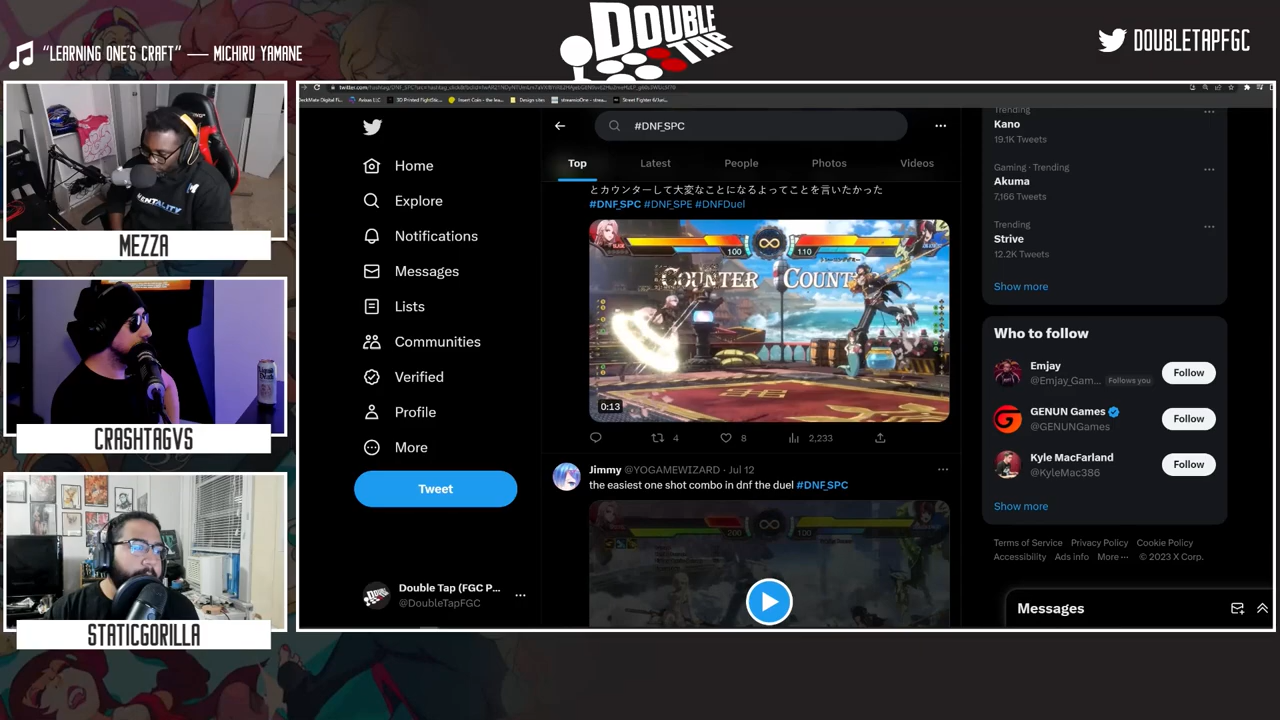 "LEARNING ONE'S CRAFT" — MICHIRU YAMANE
DOUBLE TAP
DOUBLETAPFGC
MEZZA
CRASHTAGVS
STATICGORILLA
Home
Explore
Notifications
Messages
Lists
Communities
Verified
Profile
More
Tweet
Double Tap (FGC P...
@DoubleTapFGC
#DNF_SPC
Top
Latest
People
Photos
Videos
とカウンターして大変なことになるよってことを言いたかった
#DNF_SPC #DNF_SPE #DNFDuel
100
110
COUNTER
COUNT
0:13
4
8
2,233
Jimmy @YOGAMEWIZARD · Jul 12
the easiest one shot combo in dnf the duel #DNF_SPC
200
100
Trending
Kano
19.1K Tweets
Gaming · Trending
Akuma
7,166 Tweets
Trending
Strive
12.2K Tweets
Show more
Who to follow
Emjay
@Emjay_Gam... Follows you
Follow
GENUN Games
@GENUNGames
Follow
Kyle MacFarland
@KyleMac386
Follow
Show more
Terms of Service Privacy Policy Cookie Policy
Accessibility Ads info More ··· © 2023 X Corp.
Messages